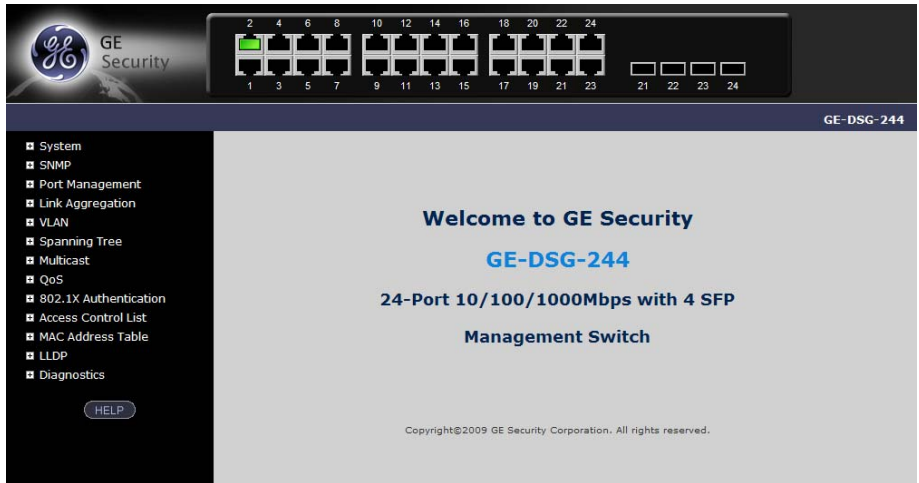 GE
Security
2 4 6 8 10 12 14 16 18 20 22 24
1 3 5 7 9 11 13 15 17 19 21 23 21 22 23 24
GE-DSG-244
System
SNMP
Port Management
Link Aggregation
VLAN
Spanning Tree
Multicast
QoS
802.1X Authentication
Access Control List
MAC Address Table
LLDP
Diagnostics
HELP
Welcome to GE Security
GE-DSG-244
24-Port 10/100/1000Mbps with 4 SFP
Management Switch
Copyright©2009 GE Security Corporation. All rights reserved.